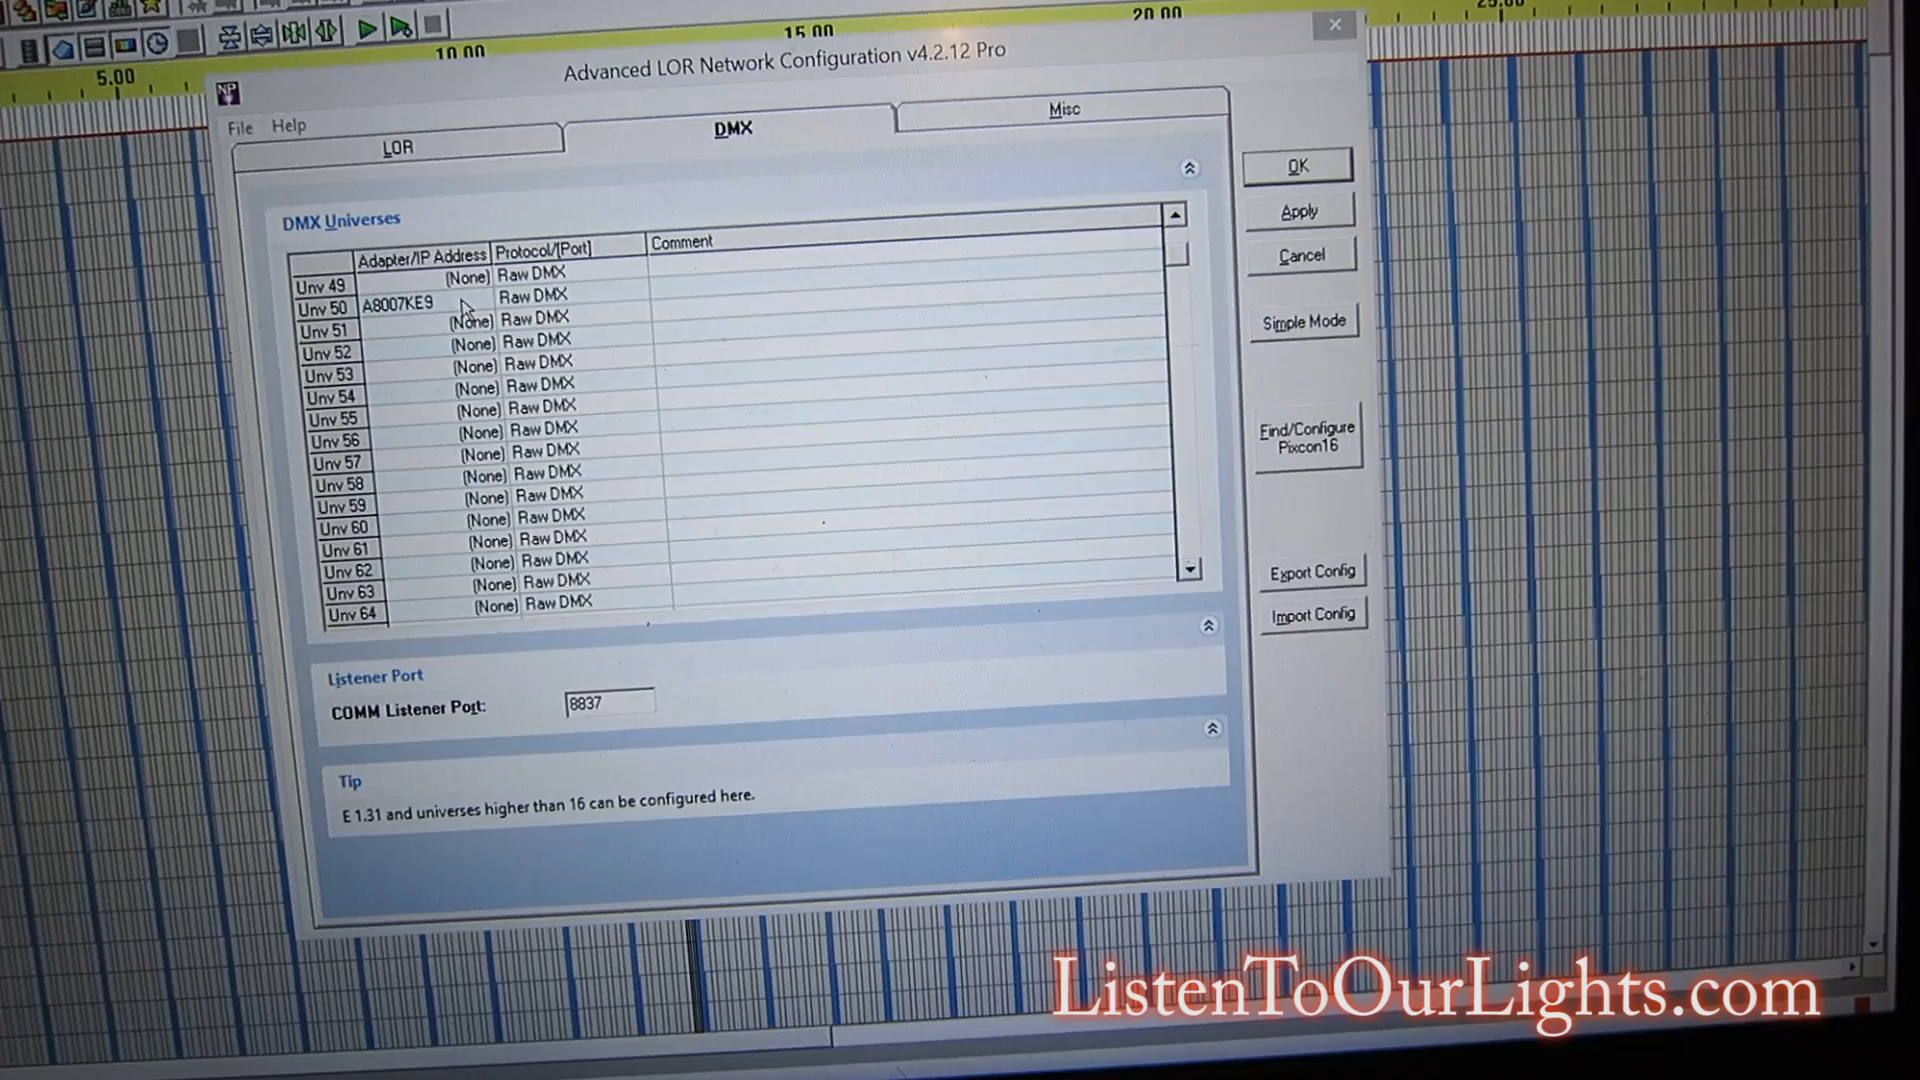 5.00 10.00 15.00 20.00 25.00
Advanced LOR Network Configuration v4.2.12 Pro
NP
File Help
LOR DMX Misc
DMX Universes
Adapter/IP Address Protocol/[Port] Comment
Unv 49 (None) Raw DMX
Unv 50 A8007KE9 Raw DMX
Unv 51 (None) Raw DMX
Unv 52 (None) Raw DMX
Unv 53 (None) Raw DMX
Unv 54 (None) Raw DMX
Unv 55 (None) Raw DMX
Unv 56 (None) Raw DMX
Unv 57 (None) Raw DMX
Unv 58 (None) Raw DMX
Unv 59 (None) Raw DMX
Unv 60 (None) Raw DMX
Unv 61 (None) Raw DMX
Unv 62 (None) Raw DMX
Unv 63 (None) Raw DMX
Unv 64 (None) Raw DMX
Listener Port
COMM Listener Port: 8837
Tip
E 1.31 and universes higher than 16 can be configured here.
OK
Apply
Cancel
Simple Mode
Find/Configure
Pixcon16
Export Config
Import Config
ListenToOurLights.com